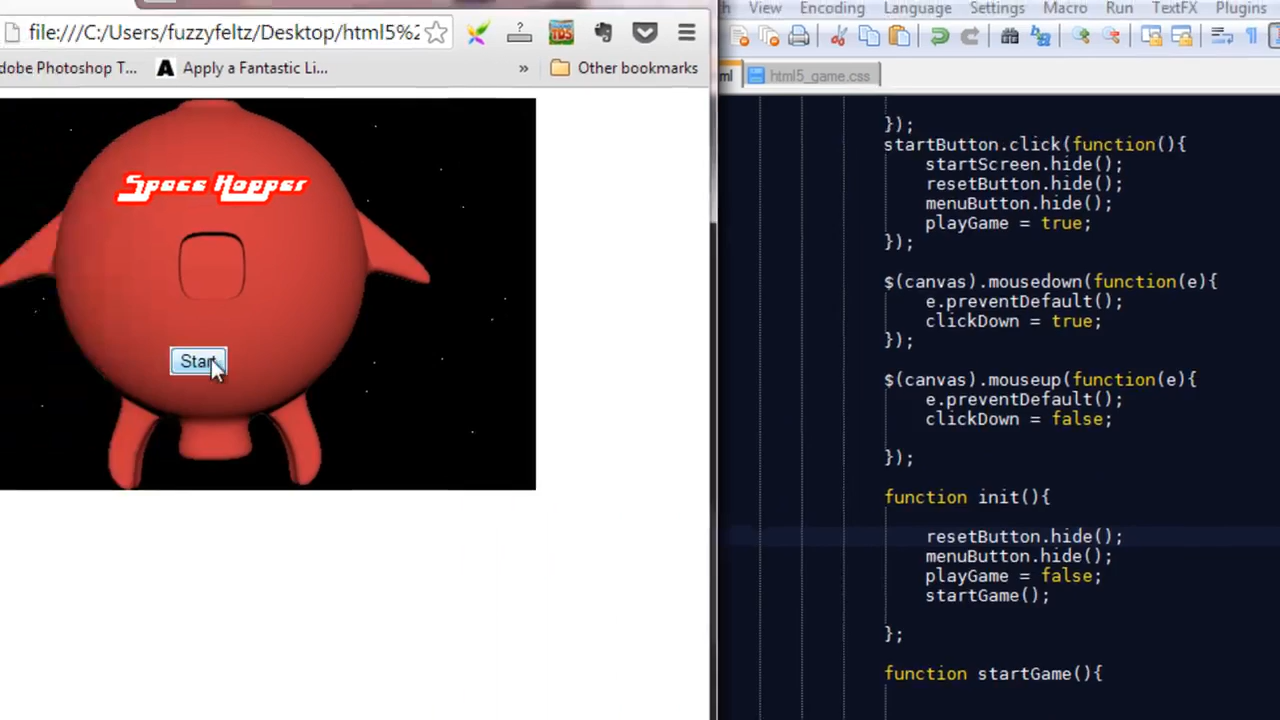 file:///C:/Users/fuzzyfeltz/Desktop/html5%2
dobe Photoshop T...
Apply a Fantastic Li...
»
Other bookmarks
Space Hopper
Start
View Encoding Language Settings Macro Run TextFX Plugins
ml
html5_game.css
});
startButton.click(function(){
startScreen.hide();
resetButton.hide();
menuButton.hide();
playGame = true;
});
$(canvas).mousedown(function(e){
e.preventDefault();
clickDown = true;
});
$(canvas).mouseup(function(e){
e.preventDefault();
clickDown = false;
});
function init(){
resetButton.hide();
menuButton.hide();
playGame = false;
startGame();
};
function startGame(){